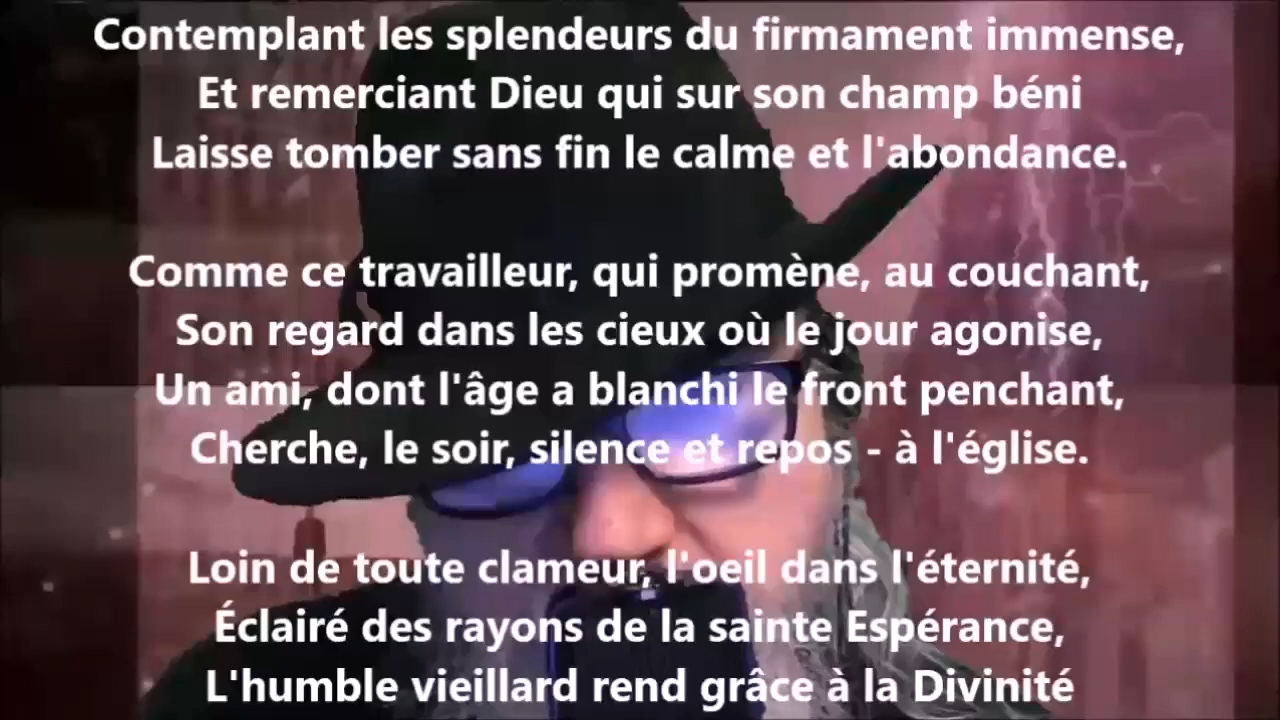 Contemplant les splendeurs du firmament immense,
Et remerciant Dieu qui sur son champ béni
Laisse tomber sans fin le calme et l'abondance.
Comme ce travailleur, qui promène, au couchant,
Son regard dans les cieux où le jour agonise,
Un ami, dont l'âge a blanchi le front penchant,
Cherche, le soir, silence et repos - à l'église.
Loin de toute clameur, l'oeil dans l'éternité,
Éclairé des rayons de la sainte Espérance,
L'humble vieillard rend grâce à la Divinité